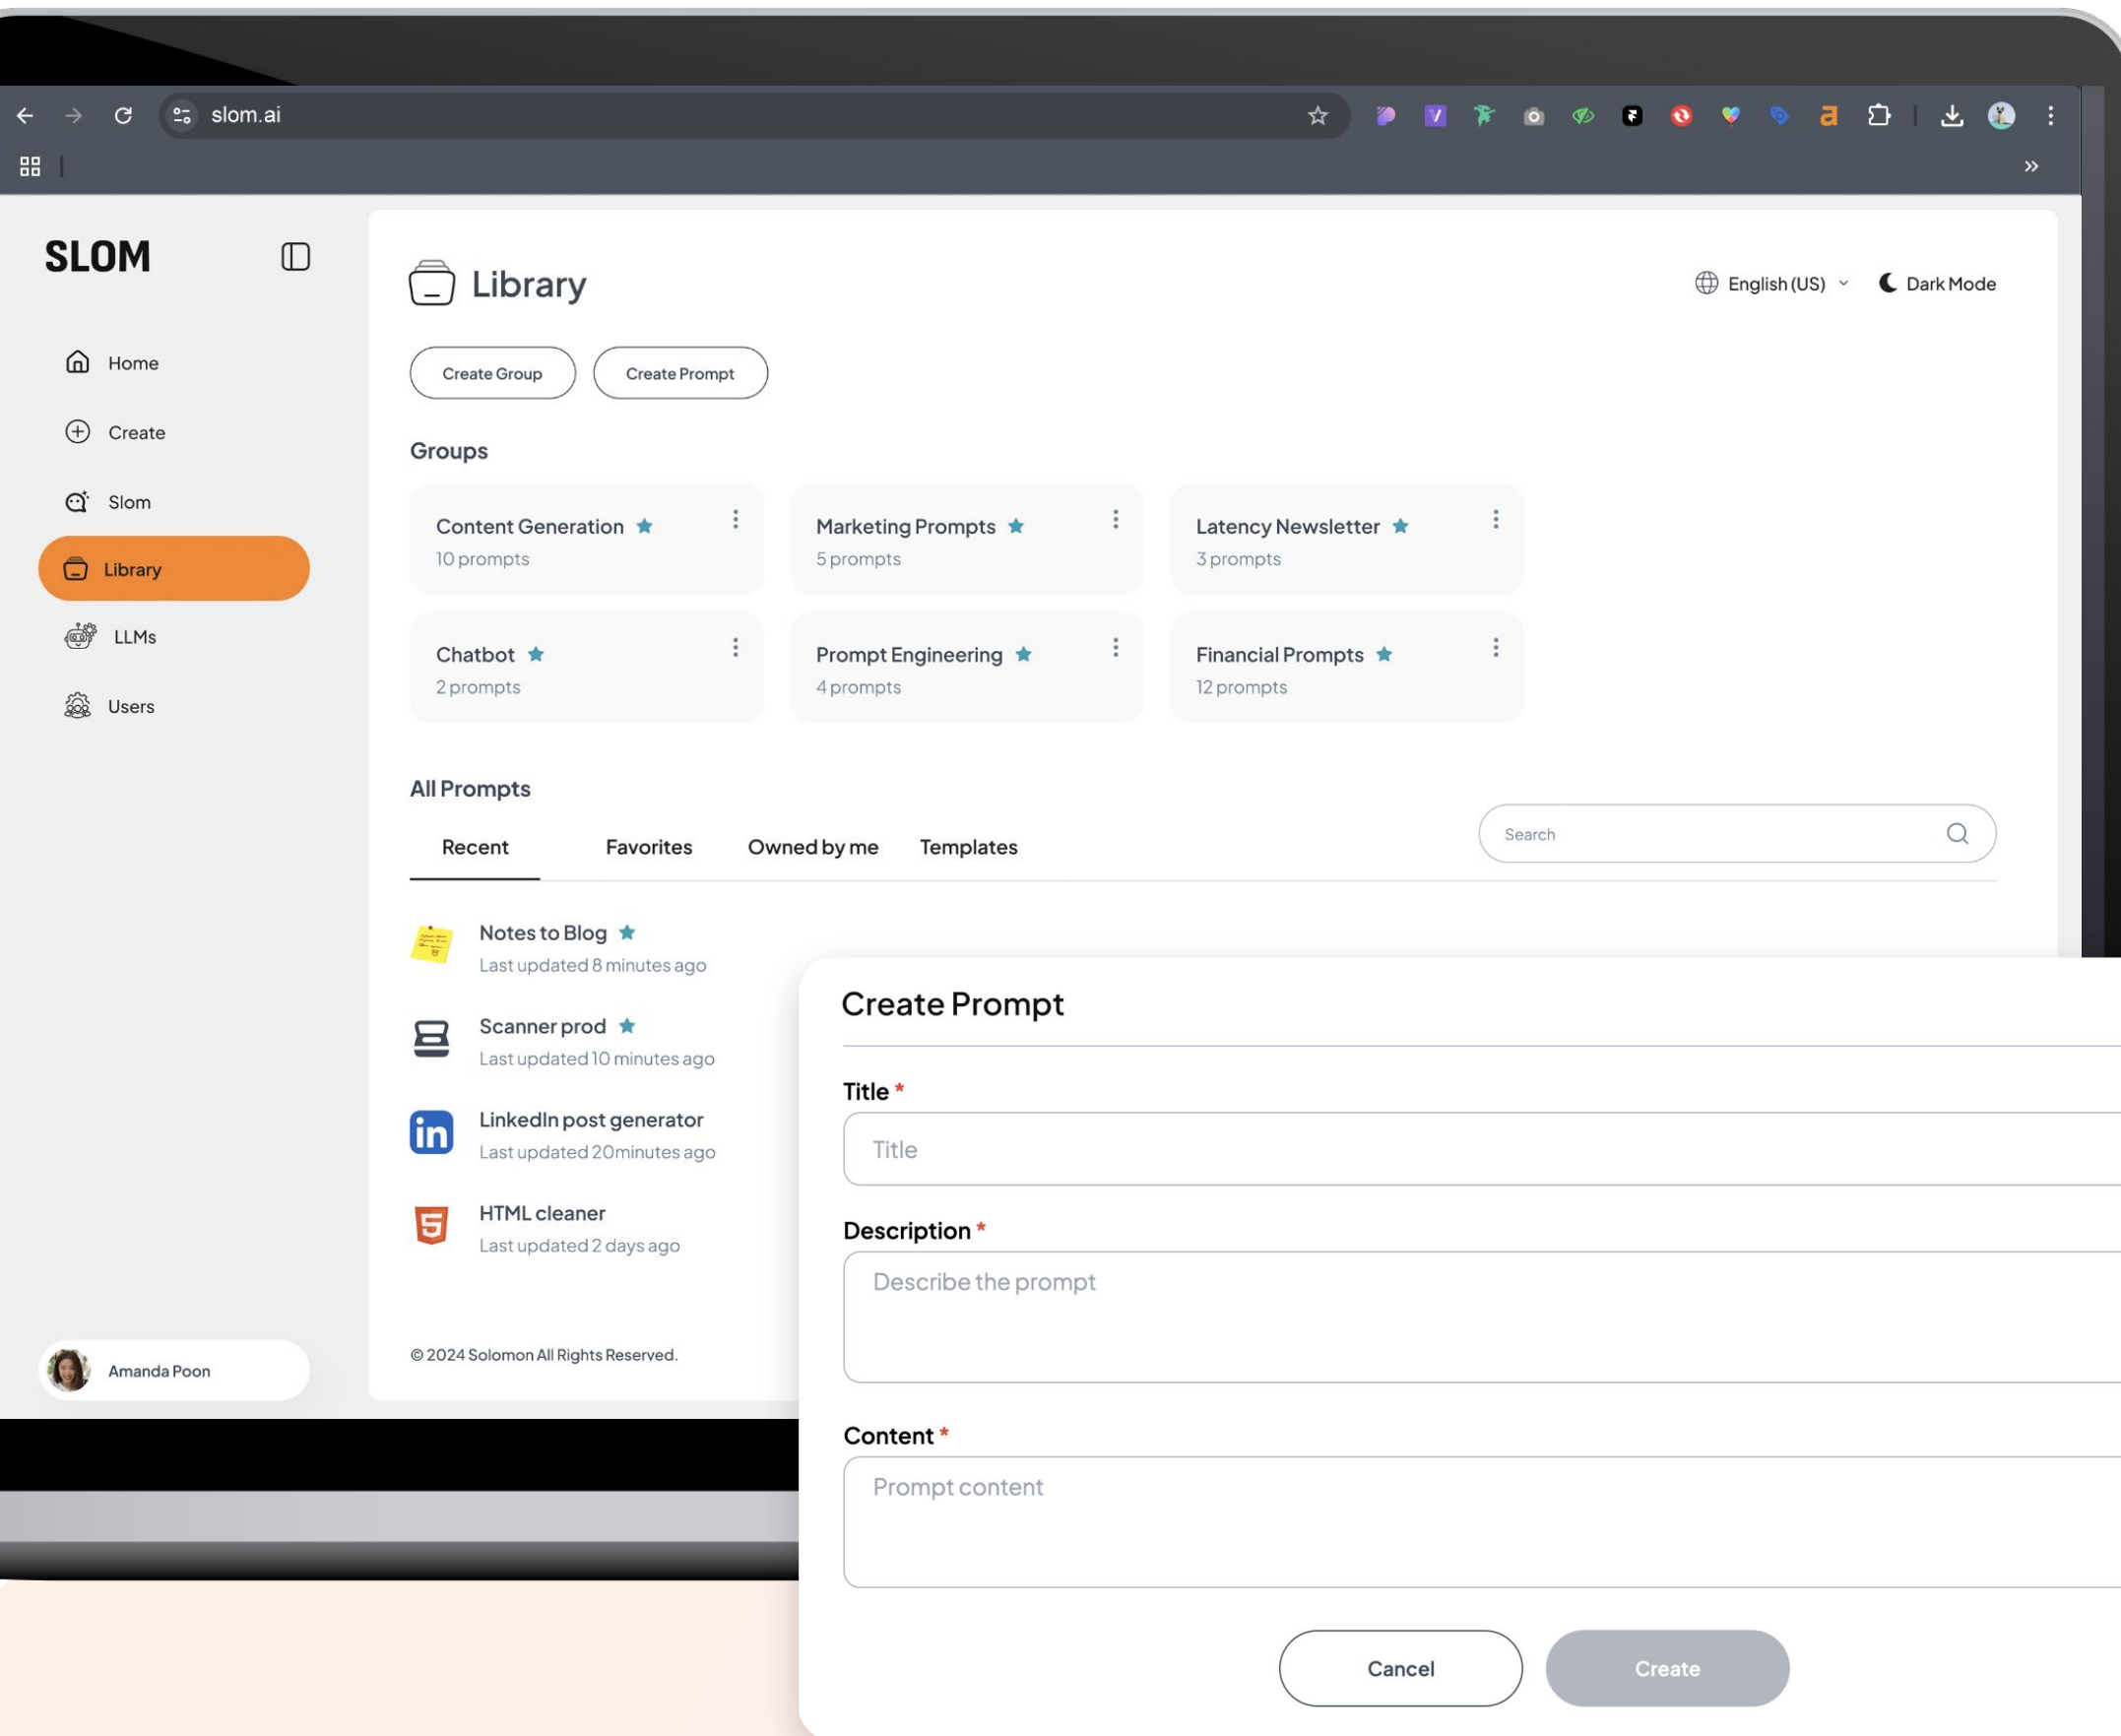 slom.ai
SLOM
Library
English (US)
Dark Mode
Home
Create
Slom
Library
LLMs
Users
Create Group
Create Prompt
Groups
Content Generation
10 prompts
Marketing Prompts
5 prompts
Latency Newsletter
3 prompts
Chatbot
2 prompts
Prompt Engineering
4 prompts
Financial Prompts
12 prompts
All Prompts
Recent
Favorites
Owned by me
Templates
Search
Notes to Blog
Last updated 8 minutes ago
Scanner prod
Last updated 10 minutes ago
LinkedIn post generator
Last updated 20minutes ago
in
HTML cleaner
Last updated 2 days ago
5
© 2024 Solomon All Rights Reserved.
Amanda Poon
Create Prompt
Title *
Title
Description *
Describe the prompt
Content *
Prompt content
Cancel
Create